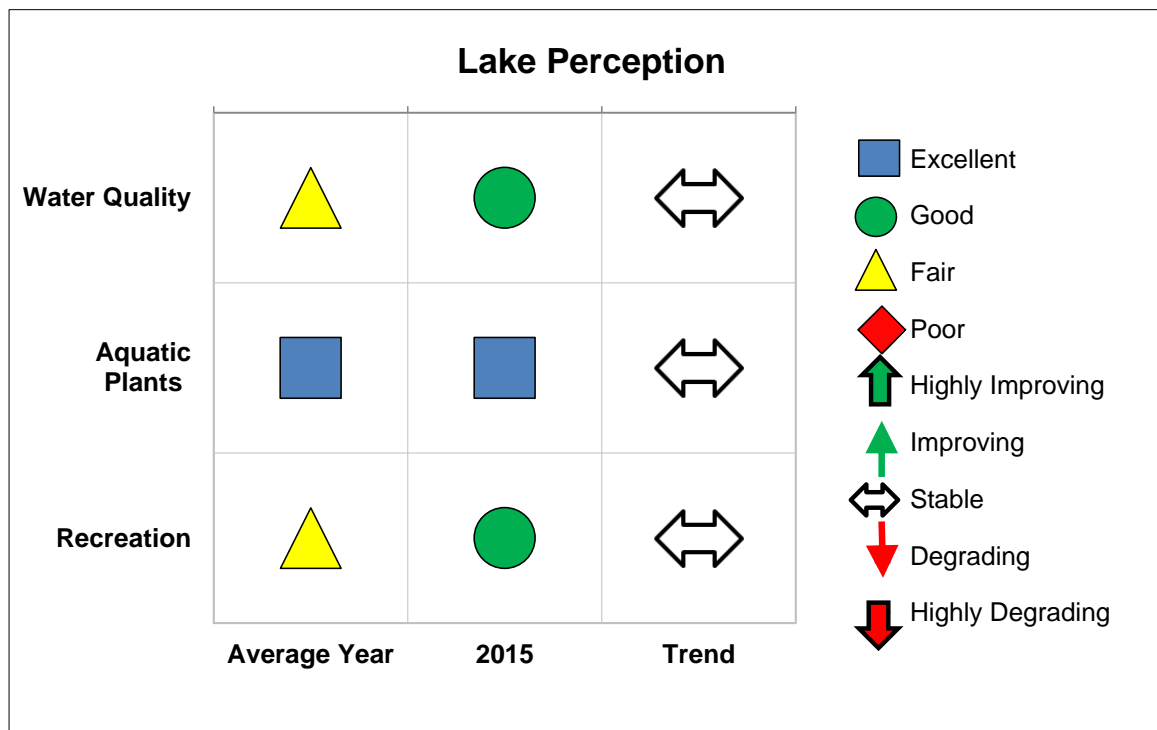 Lake Perception
Water Quality
Aquatic
Plants
Recreation
Average Year
2015
Trend
Excellent
Good
Fair
Poor
Highly Improving
Improving
Stable
Degrading
Highly Degrading